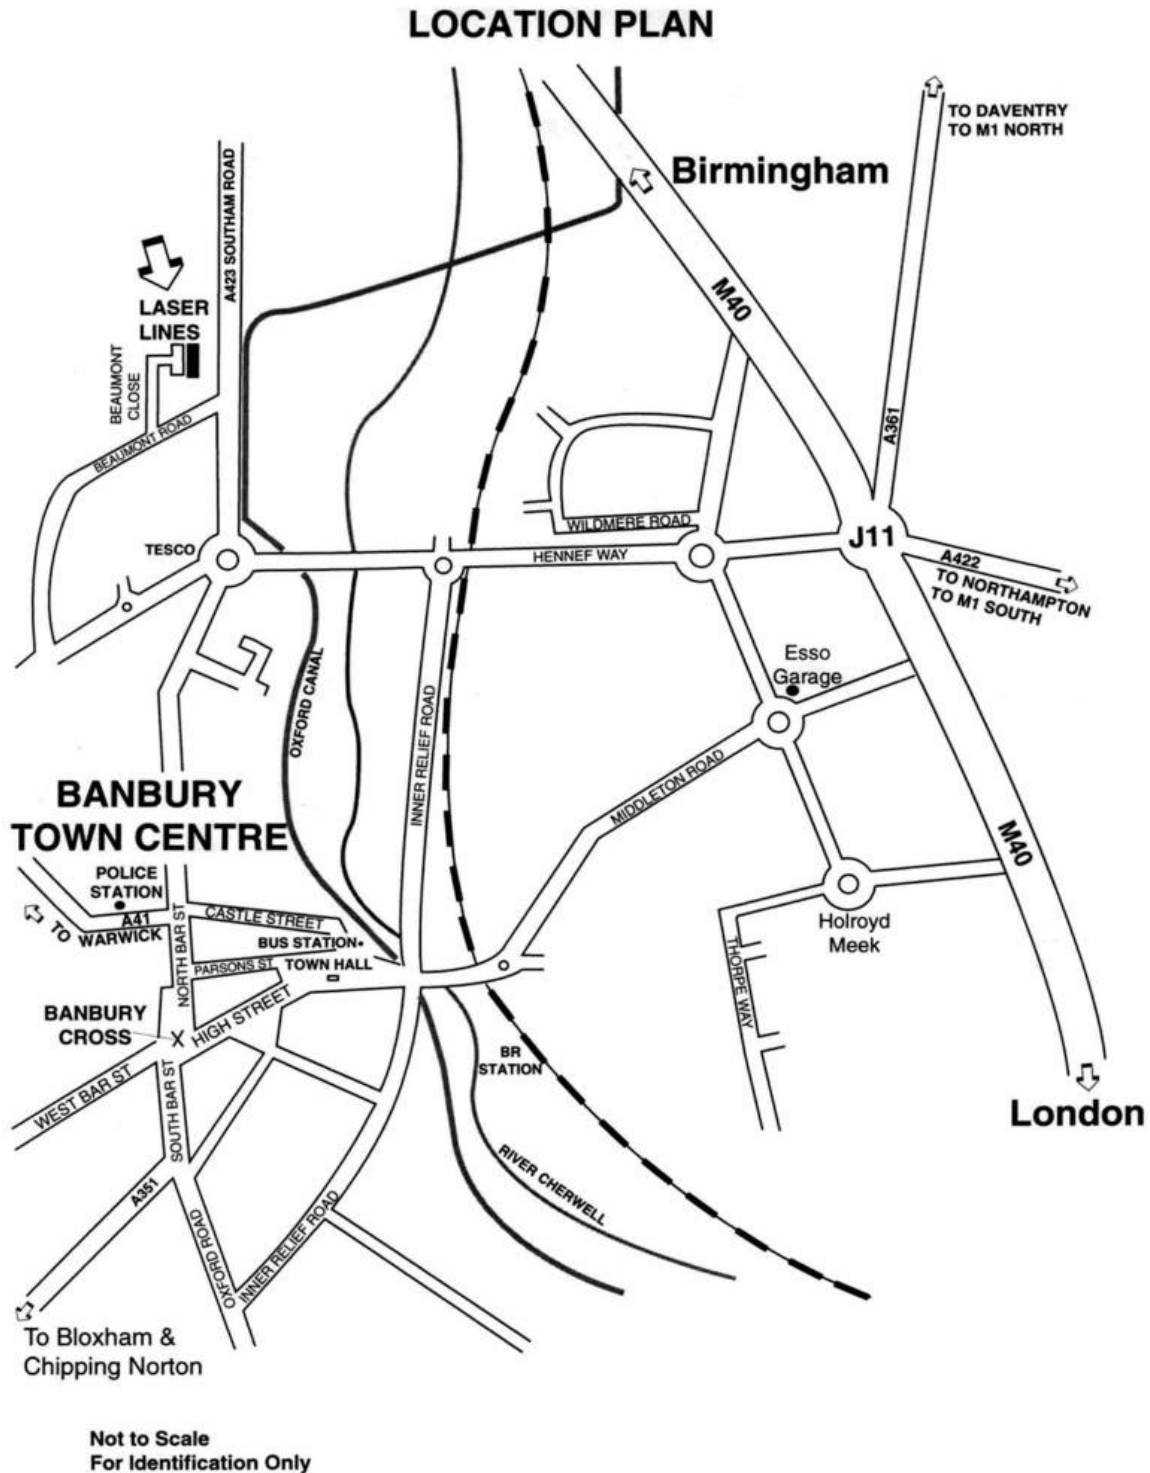 LOCATION PLAN
TO DAVENTRY
TO M1 NORTH
Birmingham
A423 SOUTHAM ROAD
LASER
LINES
M40
BEAUMONT
CLOSE
BEAUMONT ROAD
A361
WILDMERE ROAD
J11
TESCO
HENNEF WAY
A422
TO NORTHAMPTON
TO M1 SOUTH
Esso
Garage
OXFORD CANAL
INNER RELIEF ROAD
MIDDLETON ROAD
BANBURY
TOWN CENTRE
M40
POLICE
STATION
A41
TO
WARWICK
CASTLE STREET
NORTH BAR ST
BUS STATION
PARSONS ST
TOWN HALL
Holroyd
Meek
THORPE WAY
BANBURY
CROSS
X
HIGH STREET
BR
STATION
WEST BAR ST
SOUTH BAR ST
London
RIVER CHERWELL
A351
OXFORD ROAD
INNER RELIEF ROAD
To Bloxham &
Chipping Norton
Not to Scale
For Identification Only